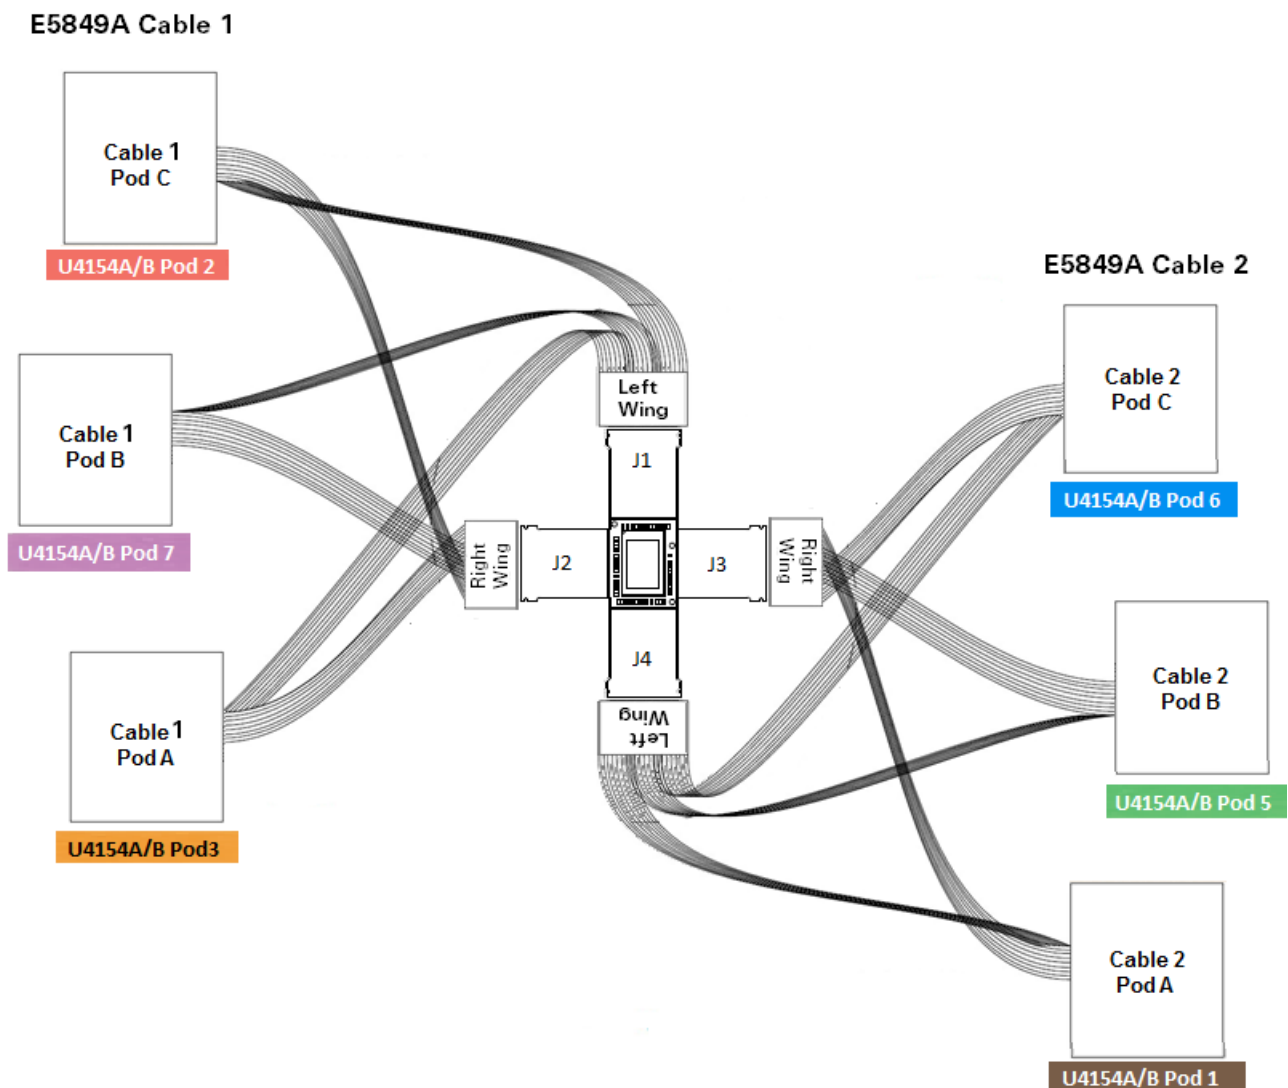 E5849A Cable 1
Cable 1
Pod C
U4154A/B Pod 2
Cable 1
Pod B
U4154A/B Pod 7
Cable 1
Pod A
U4154A/B Pod3
Left
Wing
J1
Right
Wing
J2
J3
Right
Wing
J4
Left
Wing
E5849A Cable 2
Cable 2
Pod C
U4154A/B Pod 6
Cable 2
Pod B
U4154A/B Pod 5
Cable 2
Pod A
U4154A/B Pod 1